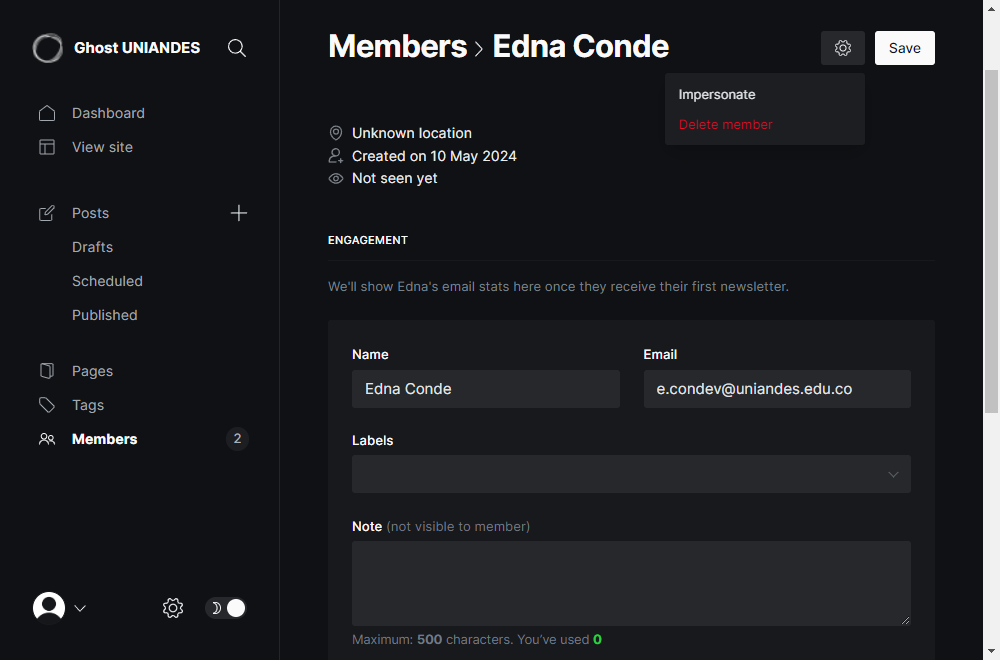 Ghost UNIANDES
Dashboard
View site
Posts
Drafts
Scheduled
Published
Pages
Tags
Members
2
Members
Edna Conde
Save
Impersonate
Delete member
Unknown location
Created on 10 May 2024
Not seen yet
ENGAGEMENT
We'll show Edna's email stats here once they receive their first newsletter.
Name
Email
Edna Conde
e.condev@uniandes.edu.co
Labels
Note (not visible to member)
Maximum: 500 characters. You've used 0